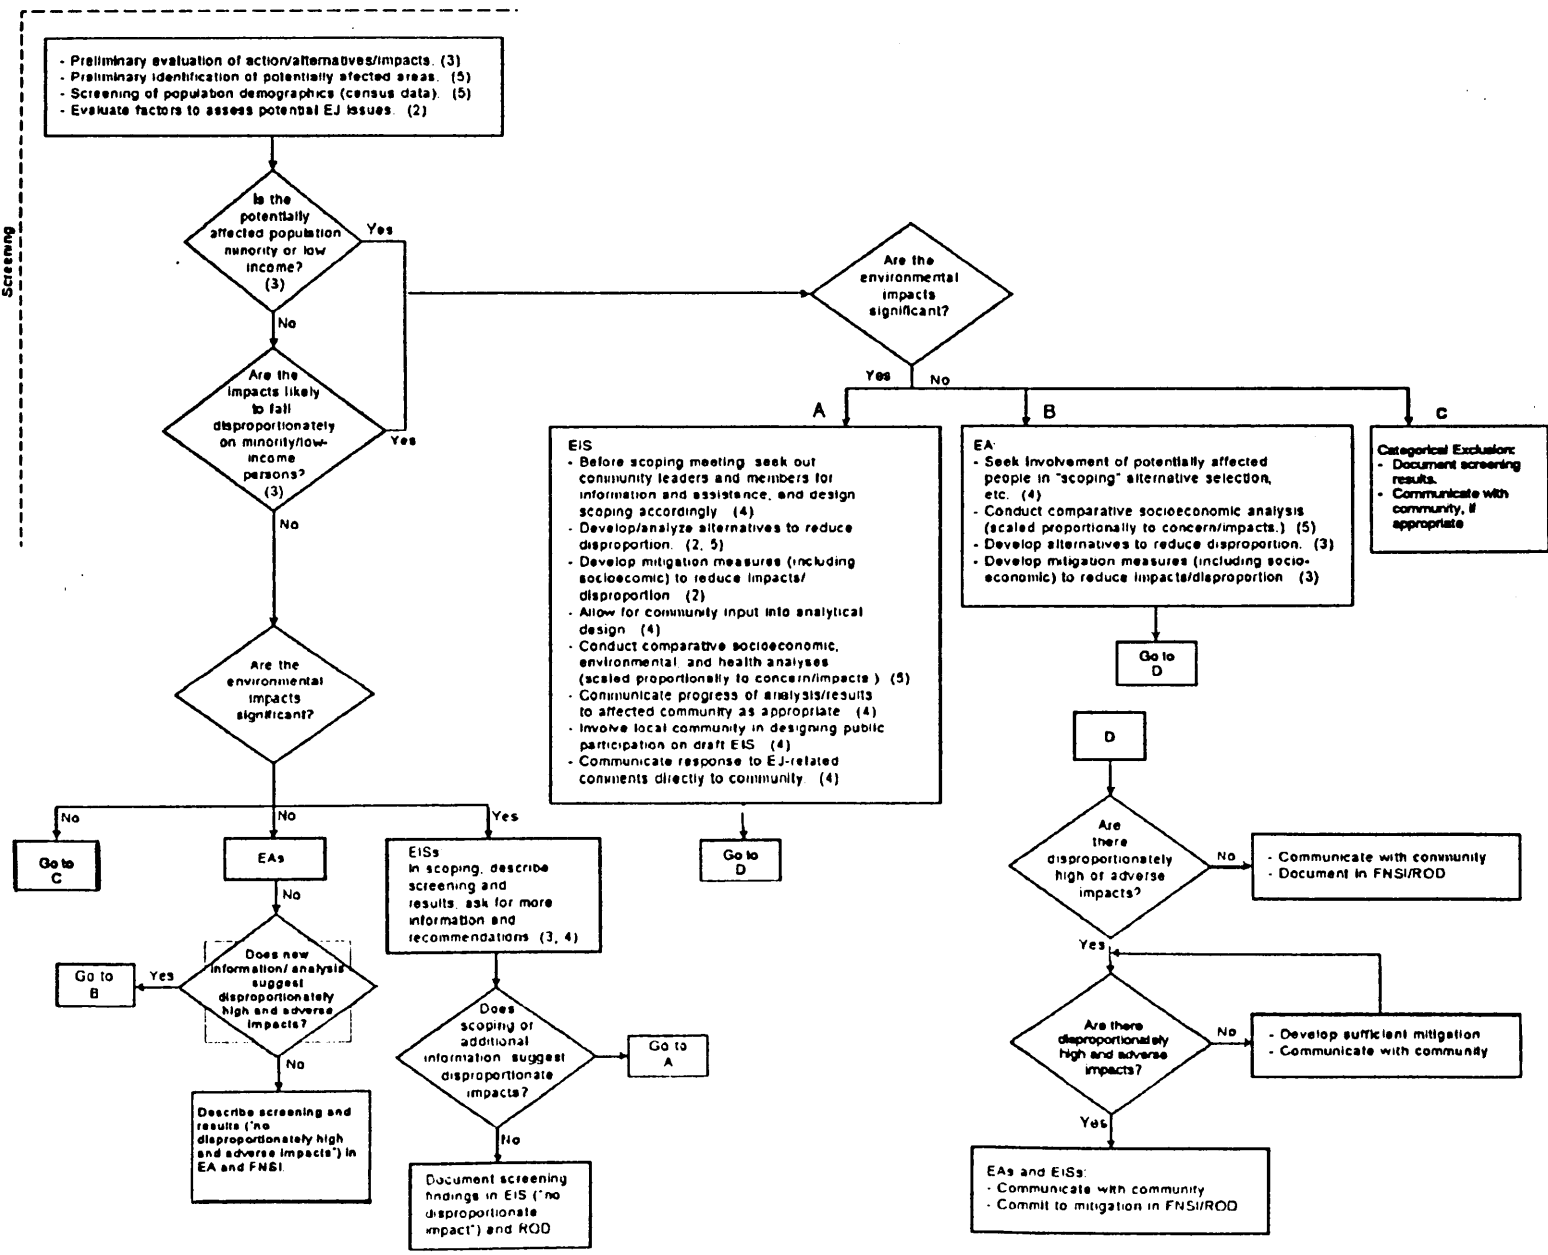 Screening
- Preliminary evaluation of action/alternatives/impacts. (3)
- Preliminary identification of potentially afected areas. (5)
- Screening of population demographics (census data). (5)
- Evaluate factors to assess potential EJ issues. (2)
Is the
potentially
affected population
minority or low
income?
(3)
Yes
No
Are the
impacts likely
to fall
disproportionately
on minority/low-
income
persons?
(3)
Yes
No
Are the
environmental
impacts
significant?
Yes
No
A
B
C
EIS
- Before scoping meeting seek out
community leaders and members for
information and assistance, and design
scoping accordingly (4)
- Develop/analyze alternatives to reduce
disproportion. (2, 5)
- Develop mitigation measures (including
socioecomic) to reduce impacts/
disproportion (2)
- Allow for community input into analytical
design (4)
- Conduct comparative socioeconomic,
environmental, and health analyses
(scaled proportionally to concern/impacts.) (5)
- Communicate progress of analysis/results
to affected community as appropriate (4)
- Involve local community in designing public
participation on draft EIS (4)
- Communicate response to EJ-related
comments directly to community. (4)
Go to
D
EA:
- Seek involvement of potentially affected
people in "scoping" alternative selection,
etc. (4)
- Conduct comparative socioeconomic analysis
(scaled proportionally to concern/impacts.) (5)
- Develop alternatives to reduce disproportion. (3)
- Develop mitigation measures (including socio-
economic) to reduce impacts/disproportion (3)
Go to
D
Categorical Exclusion:
- Document screening
results.
- Communicate with
community, if
appropriate
Are the
environmental
impacts
significant?
No
No
Yes
Go to
C
EAs
No
Does new
information/ analysis
suggest
disproportionately
high and adverse
impacts?
Yes
Go to
B
No
Describe screening and
results ("no
disproportionately high
and adverse impacts") in
EA and FNSI.
EISs
In scoping, describe
screening and
results, ask for more
information and
recommendations (3, 4)
Does
scoping or
additional
information suggest
disproportionate
impacts?
Go to
A
No
Document screening
findings in EIS ("no
disproportionate
impact") and ROD
D
Are
there
disproportionately
high or adverse
impacts?
No
- Communicate with community
- Document in FNSI/ROD
Yes
Are there
disproportionately
high and adverse
impacts?
No
- Develop sufficient mitigation
- Communicate with community
Yes
EAs and EISs:
- Communicate with community
- Commit to mitigation in FNSI/ROD